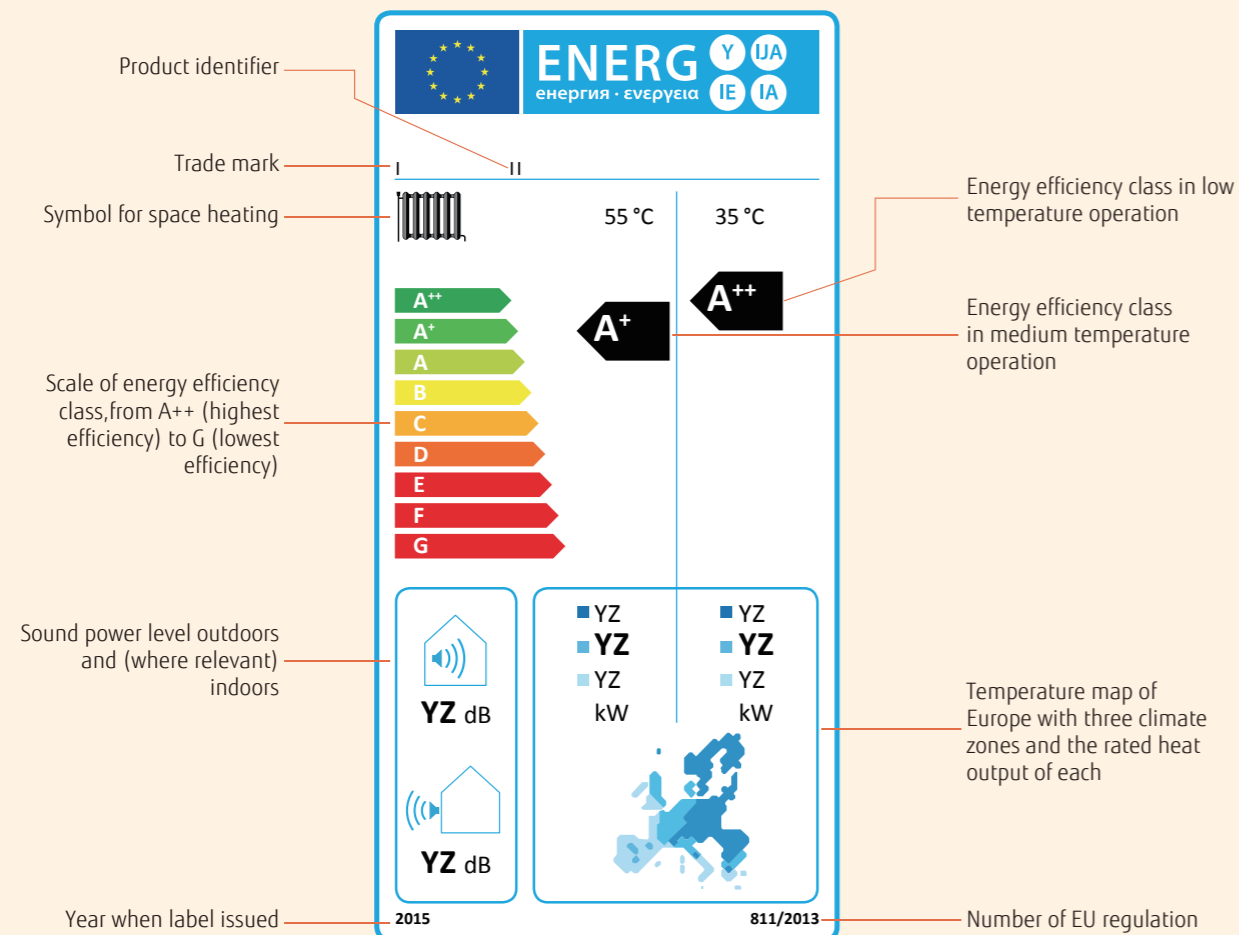 Product identifier
Trade mark
Symbol for space heating
Scale of energy efficiency
class,from A++ (highest
efficiency) to G (lowest
efficiency)
Sound power level outdoors
and (where relevant)
indoors
Year when label issued
ENERG
енергия · ενεργεια
Y IJA
IE IA
I II
55 °C 35 °C
A++
A+
A
B
C
D
E
F
G
A+
A++
YZ dB
YZ dB
YZ YZ
YZ YZ
YZ YZ
kW kW
2015 811/2013
Energy efficiency class in low
temperature operation
Energy efficiency class
in medium temperature
operation
Temperature map of
Europe with three climate
zones and the rated heat
output of each
Number of EU regulation